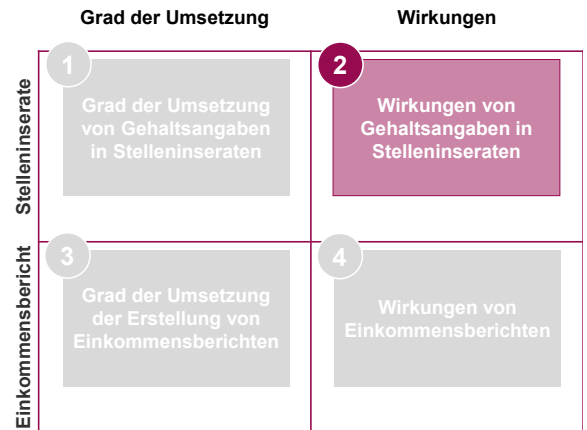 Grad der Umsetzung
Wirkungen
Stelleninserate
1
Grad der Umsetzung
von Gehaltsangaben
in Stelleninseraten
2
Wirkungen von
Gehaltsangaben in
Stelleninseraten
Einkommensbericht
3
Grad der Umsetzung
der Erstellung von
Einkommensberichten
4
Wirkungen von
Einkommensberichten